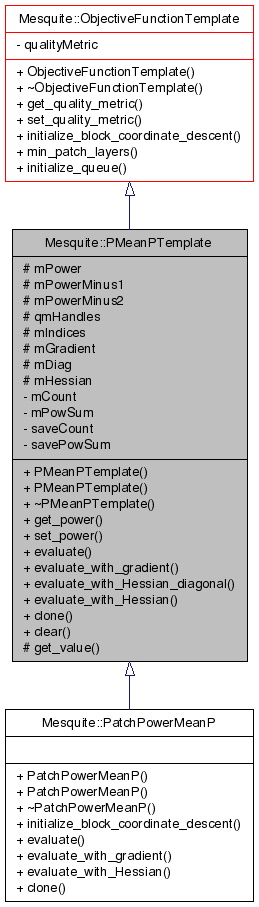 Mesquite::ObjectiveFunctionTemplate
- qualityMetric
+ ObjectiveFunctionTemplate()
+ ~ObjectiveFunctionTemplate()
+ get_quality_metric()
+ set_quality_metric()
+ initialize_block_coordinate_descent()
+ min_patch_layers()
+ initialize_queue()
Mesquite::PMeanPTemplate
# mPower
# mPowerMinus1
# mPowerMinus2
# qmHandles
# mIndices
# mGradient
# mDiag
# mHessian
- mCount
- mPowSum
- saveCount
- savePowSum
+ PMeanPTemplate()
+ PMeanPTemplate()
+ ~PMeanPTemplate()
+ get_power()
+ set_power()
+ evaluate()
+ evaluate_with_gradient()
+ evaluate_with_Hessian_diagonal()
+ evaluate_with_Hessian()
+ clone()
+ clear()
# get_value()
Mesquite::PatchPowerMeanP
+ PatchPowerMeanP()
+ PatchPowerMeanP()
+ ~PatchPowerMeanP()
+ initialize_block_coordinate_descent()
+ evaluate()
+ evaluate_with_gradient()
+ evaluate_with_Hessian()
+ clone()